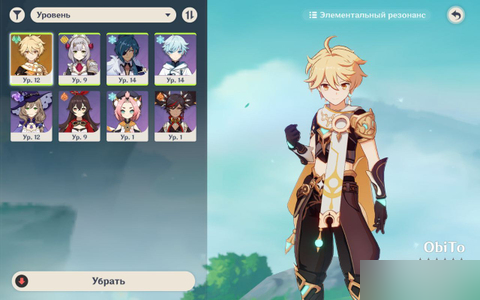 Уровень
Элементальный резонанс
Ур. 12
Ур. 9
Ур. 14
Ур. 14
Ур. 12
Ур. 9
Ур. 1
Ур. 1
ObiTo
Убрать